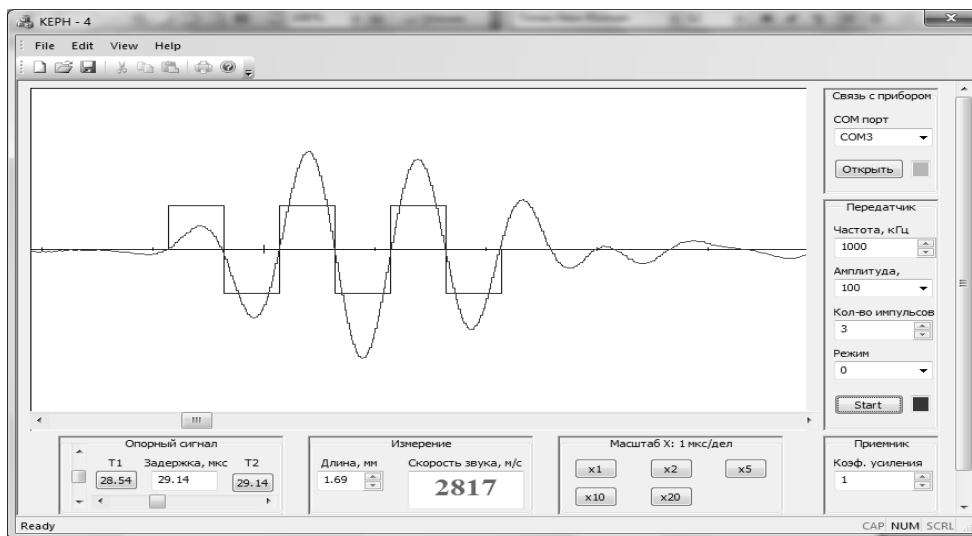 КЕРН - 4
File Edit View Help
Связь с прибором
COM порт
COM3
Открыть
Передатчик
Частота, кГц
1000
Амплитуда,
100
Кол-во импульсов
3
Режим
0
Start
Опорный сигнал
T1 Задержка, мкс T2
28.54 29.14 29.14
Измерение
Длина, мм Скорость звука, м/с
1.69 2817
Масштаб X: 1 мкс/дел
x1 x2 x5
x10 x20
Приемник
Коэф. усиления
1
Ready CAP NUM SCRL